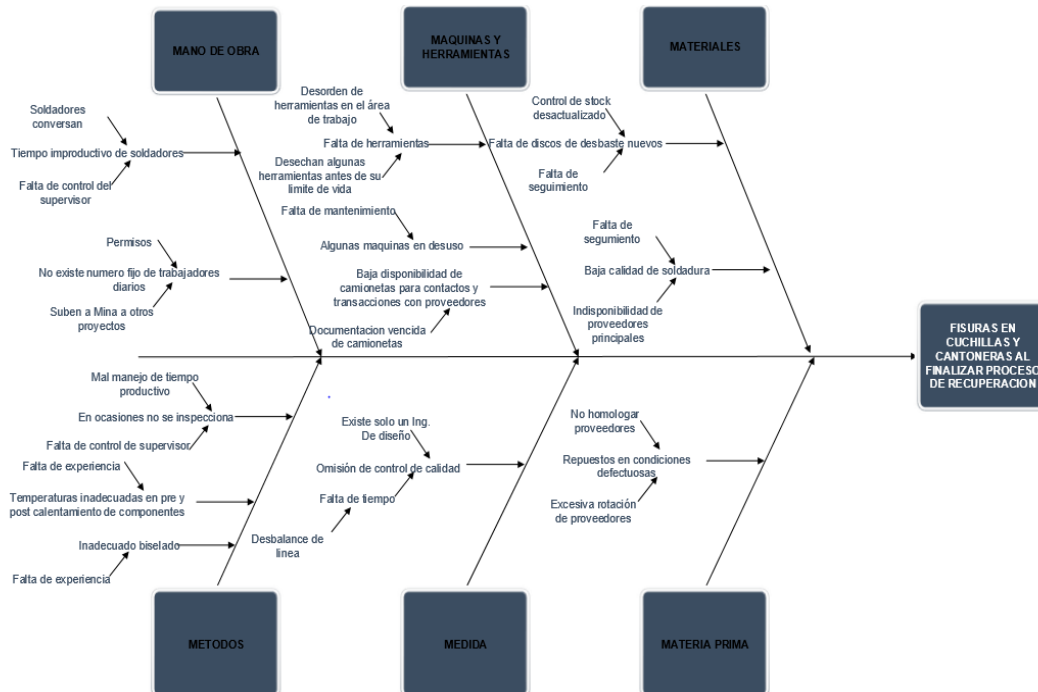 MANO DE OBRA
MAQUINAS Y
HERRAMIENTAS
MATERIALES
Soldadores
conversan
Tiempo improductivo de soldadores
Falta de control del
supervisor
Permisos
No existe numero fijo de trabajadores
diarios
Suben a Mina a otros
proyectos
Desorden de
herramientas en el área
de trabajo
Falta de herramientas
Desechan algunas
herramientas antes de su
limite de vida
Falta de mantenimiento
Algunas maquinas en desuso
Baja disponibilidad de
camionetas para contactos y
transacciones con proveedores
Documentacion vencida
de camionetas
Control de stock
desactualizado
Falta de discos de desbaste nuevos
Falta de
seguimiento
Falta de
segumiento
Baja calidad de soldadura
Indisponibilidad de
proveedores
principales
FISURAS EN
CUCHILLAS Y
CANTONERAS AL
FINALIZAR PROCESO
DE RECUPERACION
Mal manejo de tiempo
productivo
En ocasiones no se inspecciona
Falta de control de supervisor
Falta de experiencia
Temperaturas inadecuadas en pre y
post calentamiento de componentes
Inadecuado biselado
Falta de experiencia
Existe solo un Ing.
De diseño
Omisión de control de calidad
Falta de tiempo
Desbalance de
linea
No homologar
proveedores
Repuestos en condiciones
defectuosas
Excesiva rotación
de proveedores
METODOS
MEDIDA
MATERIA PRIMA